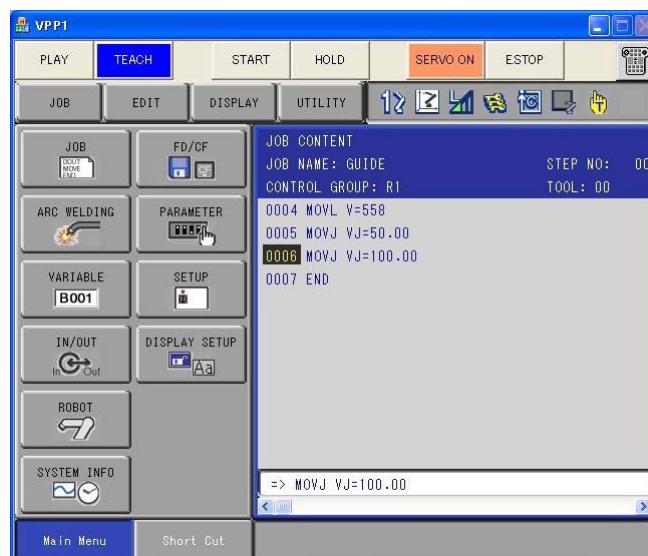 VPP1
PLAY TEACH START HOLD SERVO ON E.STOP
JOB EDIT DISPLAY UTILITY
JOB
DOUT
MOVE
END
FD/CF
ARC WELDING
PARAMETER
VARIABLE
B001
SETUP
IN/OUT
In Out
DISPLAY SETUP
Aa
ROBOT
SYSTEM INFO
Main Menu Short Cut
JOB CONTENT
JOB NAME: GUIDE STEP NO: 00
CONTROL GROUP: R1 TOOL: 00
0004 MOVL V=558
0005 MOVJ VJ=50.00
0006 MOVJ VJ=100.00
0007 END
=> MOVJ VJ=100.00